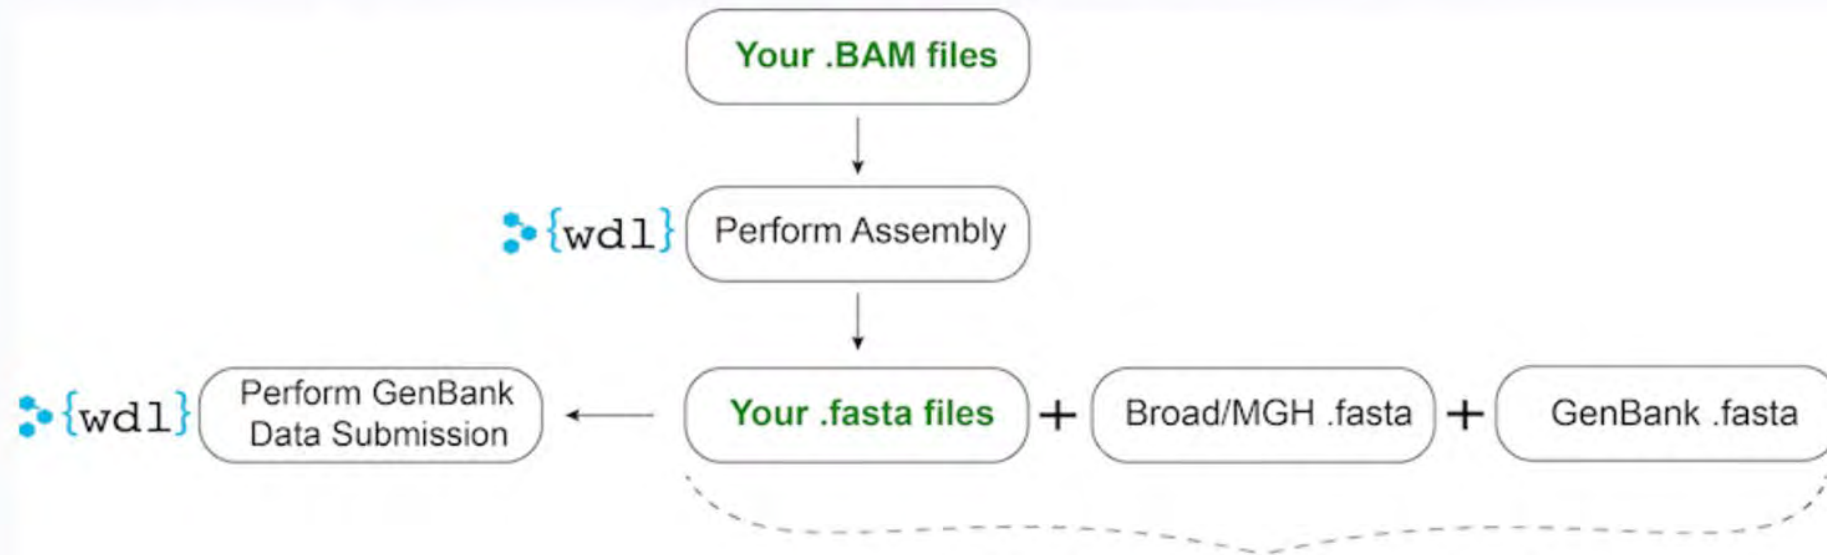 Your .BAM files
{wdl}
Perform Assembly
{wdl}
Perform GenBank
Data Submission
Your .fasta files
+
Broad/MGH .fasta
+
GenBank .fasta